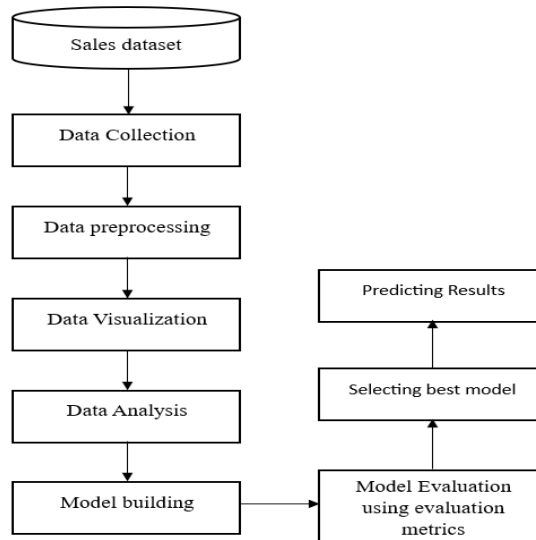 Sales dataset
Data Collection
Data preprocessing
Data Visualization
Data Analysis
Model building
Model Evaluation
using evaluation
metrics
Selecting best model
Predicting Results